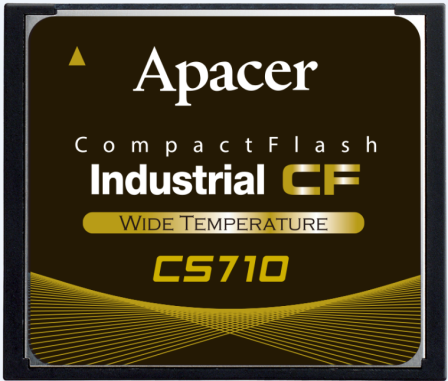 Apacer
CompactFlash
Industrial CF
WIDE TEMPERATURE
CS710